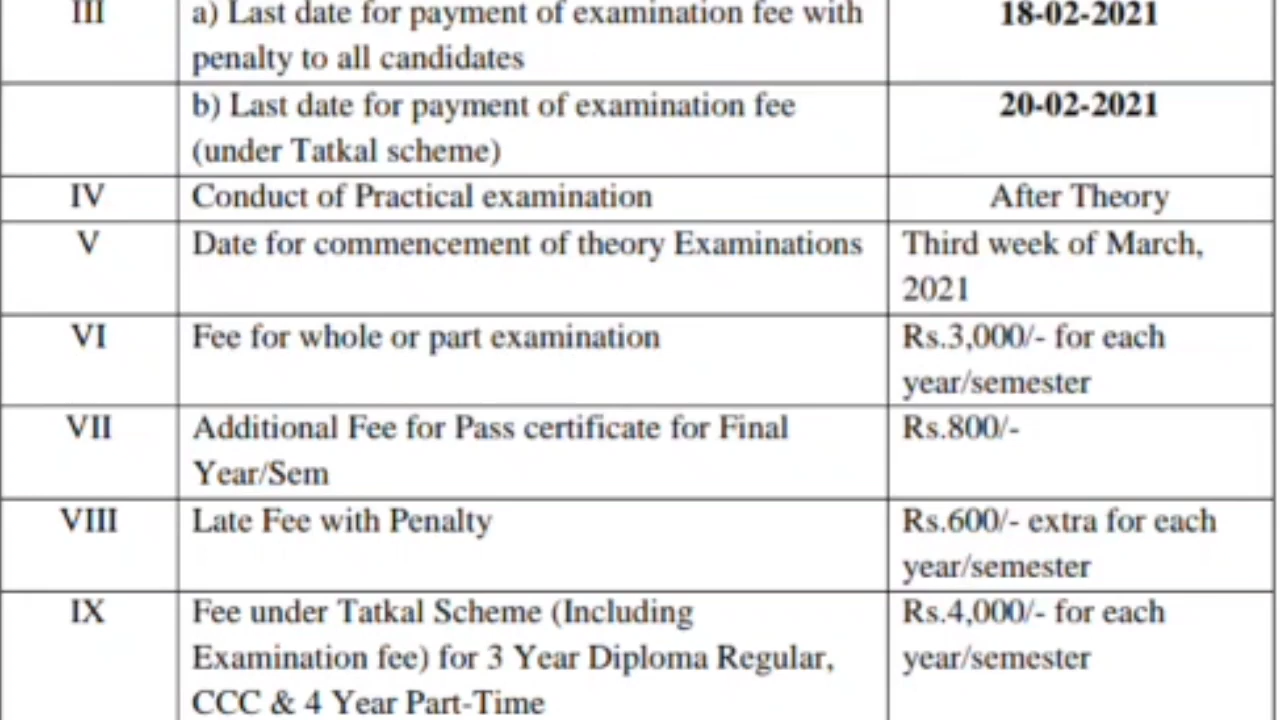 III a) Last date for payment of examination fee with 18-02-2021
penalty to all candidates
b) Last date for payment of examination fee 20-02-2021
(under Tatkal scheme)
IV Conduct of Practical examination After Theory
V Date for commencement of theory Examinations Third week of March,
2021
VI Fee for whole or part examination Rs.3,000/- for each
year/semester
VII Additional Fee for Pass certificate for Final Rs.800/-
Year/Sem
VIII Late Fee with Penalty Rs.600/- extra for each
year/semester
IX Fee under Tatkal Scheme (Including Rs.4,000/- for each
Examination fee) for 3 Year Diploma Regular, year/semester
CCC & 4 Year Part-Time